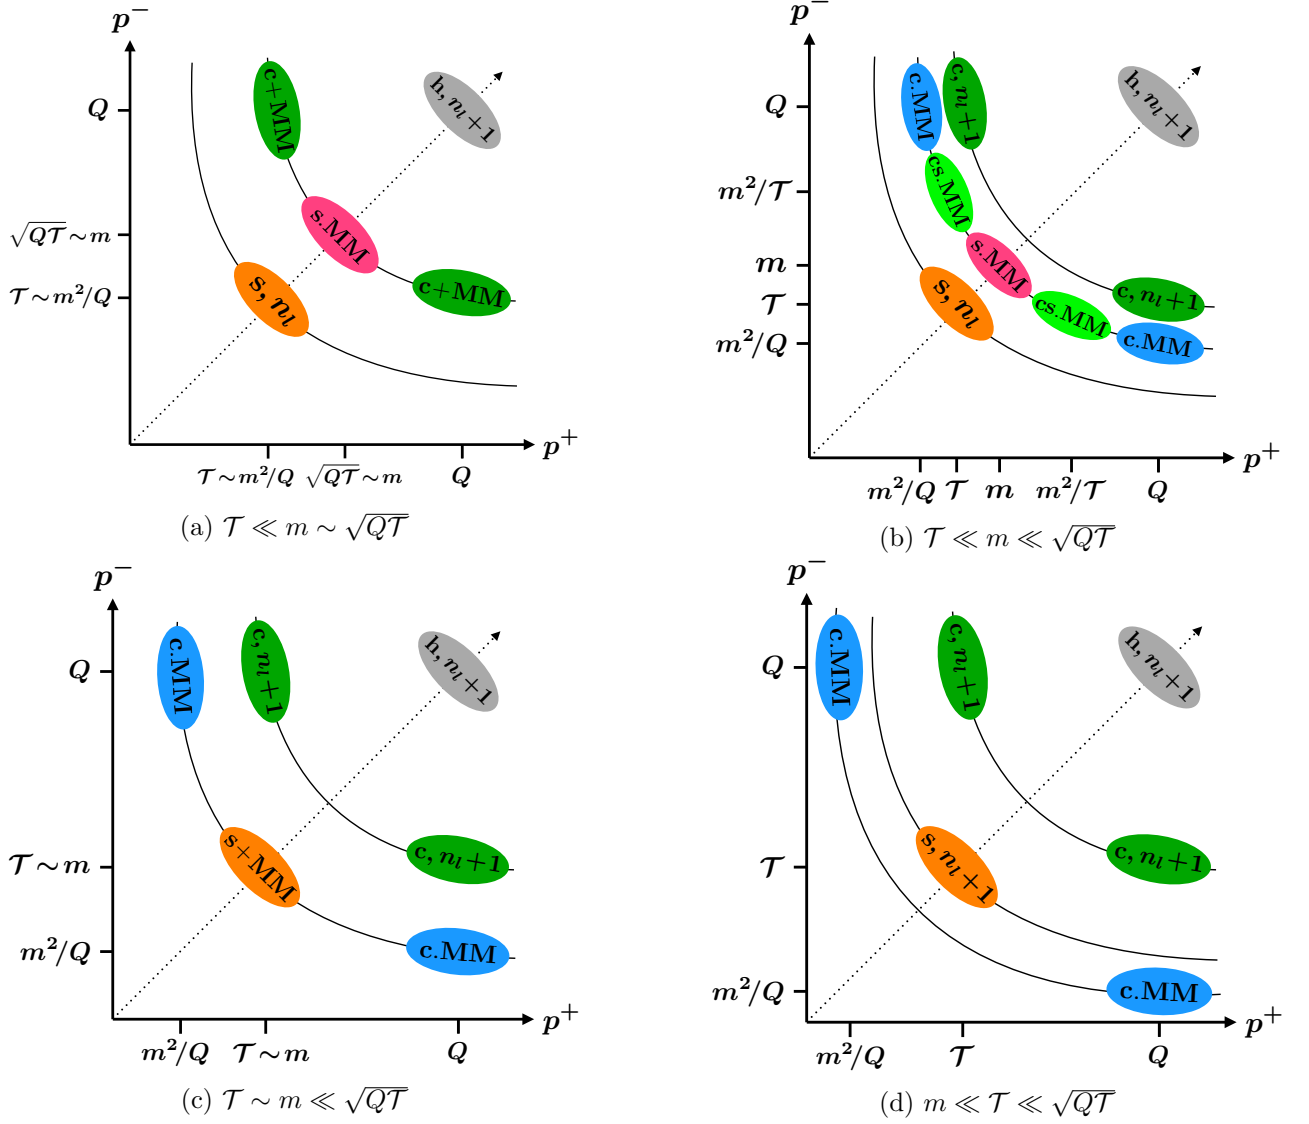 p⁻
Q
√(Q𝒯) ~ m
𝒯 ~ m²/Q
c+MM
h, nₗ+1
s.MM
s, nₗ
c+MM
p⁺
𝒯 ~ m²/Q √(Q𝒯) ~ m Q
(a) 𝒯 ≪ m ~ √(Q𝒯)
p⁻
Q
m²/𝒯
m
𝒯
m²/Q
c.MM
c, nₗ+1
h, nₗ+1
cs.MM
s.MM
s, nₗ
cs.MM
c, nₗ+1
c.MM
p⁺
m²/Q 𝒯 m m²/𝒯 Q
(b) 𝒯 ≪ m ≪ √(Q𝒯)
p⁻
Q
𝒯 ~ m
m²/Q
c.MM
c, nₗ+1
h, nₗ+1
s+MM
c, nₗ+1
c.MM
p⁺
m²/Q 𝒯 ~ m Q
(c) 𝒯 ~ m ≪ √(Q𝒯)
p⁻
Q
𝒯
m²/Q
c.MM
c, nₗ+1
h, nₗ+1
s, nₗ+1
c, nₗ+1
c.MM
p⁺
m²/Q 𝒯 Q
(d) m ≪ 𝒯 ≪ √(Q𝒯)